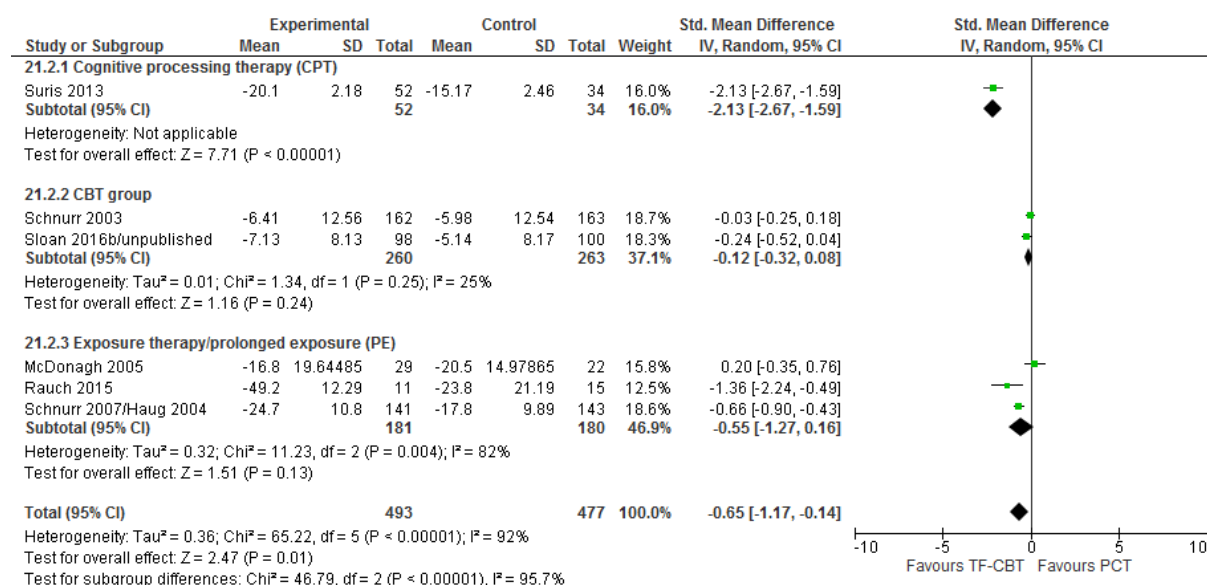 Experimental Control Std. Mean Difference Std. Mean Difference
Study or Subgroup Mean SD Total Mean SD Total Weight IV, Random, 95% CI IV, Random, 95% CI
21.2.1 Cognitive processing therapy (CPT)
Suris 2013 -20.1 2.18 52 -15.17 2.46 34 16.0% -2.13 [-2.67, -1.59]
Subtotal (95% CI) 52 34 16.0% -2.13 [-2.67, -1.59]
Heterogeneity: Not applicable
Test for overall effect: Z = 7.71 (P < 0.00001)
21.2.2 CBT group
Schnurr 2003 -6.41 12.56 162 -5.98 12.54 163 18.7% -0.03 [-0.25, 0.18]
Sloan 2016b/unpublished -7.13 8.13 98 -5.14 8.17 100 18.3% -0.24 [-0.52, 0.04]
Subtotal (95% CI) 260 263 37.1% -0.12 [-0.32, 0.08]
Heterogeneity: Tau² = 0.01; Chi² = 1.34, df = 1 (P = 0.25); I² = 25%
Test for overall effect: Z = 1.16 (P = 0.24)
21.2.3 Exposure therapy/prolonged exposure (PE)
McDonagh 2005 -16.8 19.64485 29 -20.5 14.97865 22 15.8% 0.20 [-0.35, 0.76]
Rauch 2015 -49.2 12.29 11 -23.8 21.19 15 12.5% -1.36 [-2.24, -0.49]
Schnurr 2007/Haug 2004 -24.7 10.8 141 -17.8 9.89 143 18.6% -0.66 [-0.90, -0.43]
Subtotal (95% CI) 181 180 46.9% -0.55 [-1.27, 0.16]
Heterogeneity: Tau² = 0.32; Chi² = 11.23, df = 2 (P = 0.004); I² = 82%
Test for overall effect: Z = 1.51 (P = 0.13)
Total (95% CI) 493 477 100.0% -0.65 [-1.17, -0.14]
Heterogeneity: Tau² = 0.36; Chi² = 65.22, df = 5 (P < 0.00001); I² = 92%
Test for overall effect: Z = 2.47 (P = 0.01)
Test for subgroup differences: Chi² = 46.79, df = 2 (P < 0.00001), I² = 95.7%
-10 -5 0 5 10
Favours TF-CBT Favours PCT